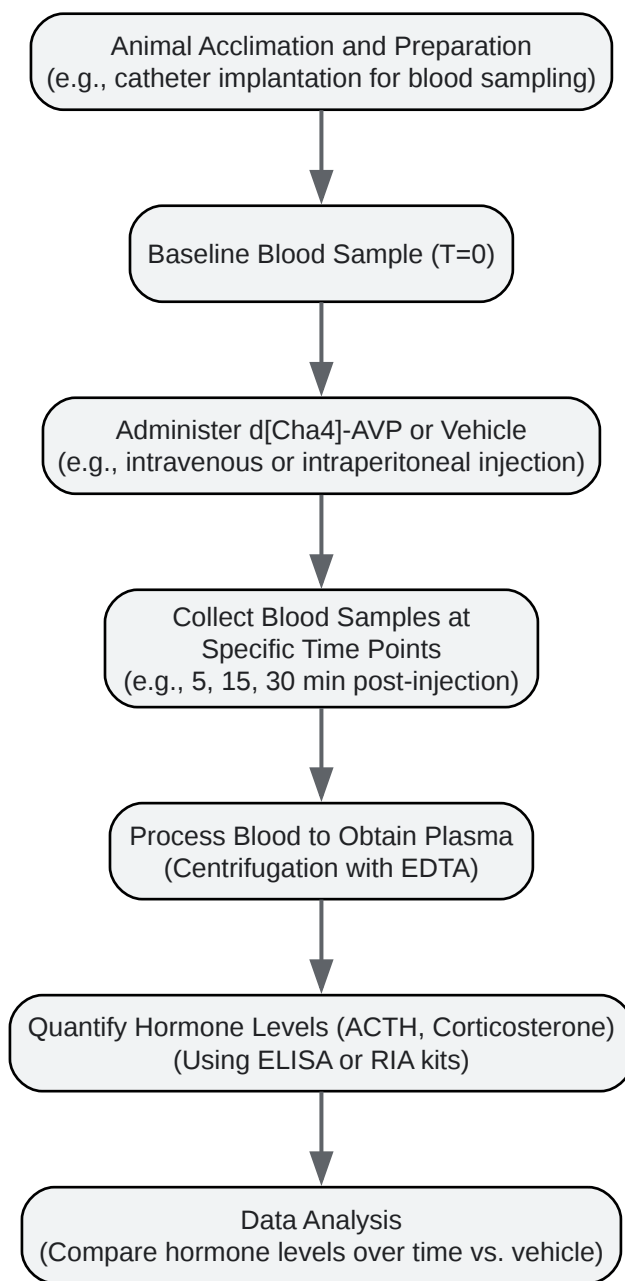 Animal Acclimation and Preparation
(e.g., catheter implantation for blood sampling)
Baseline Blood Sample (T=0)
Administer d[Cha4]-AVP or Vehicle
(e.g., intravenous or intraperitoneal injection)
Collect Blood Samples at
Specific Time Points
(e.g., 5, 15, 30 min post-injection)
Process Blood to Obtain Plasma
(Centrifugation with EDTA)
Quantify Hormone Levels (ACTH, Corticosterone)
(Using ELISA or RIA kits)
Data Analysis
(Compare hormone levels over time vs. vehicle)